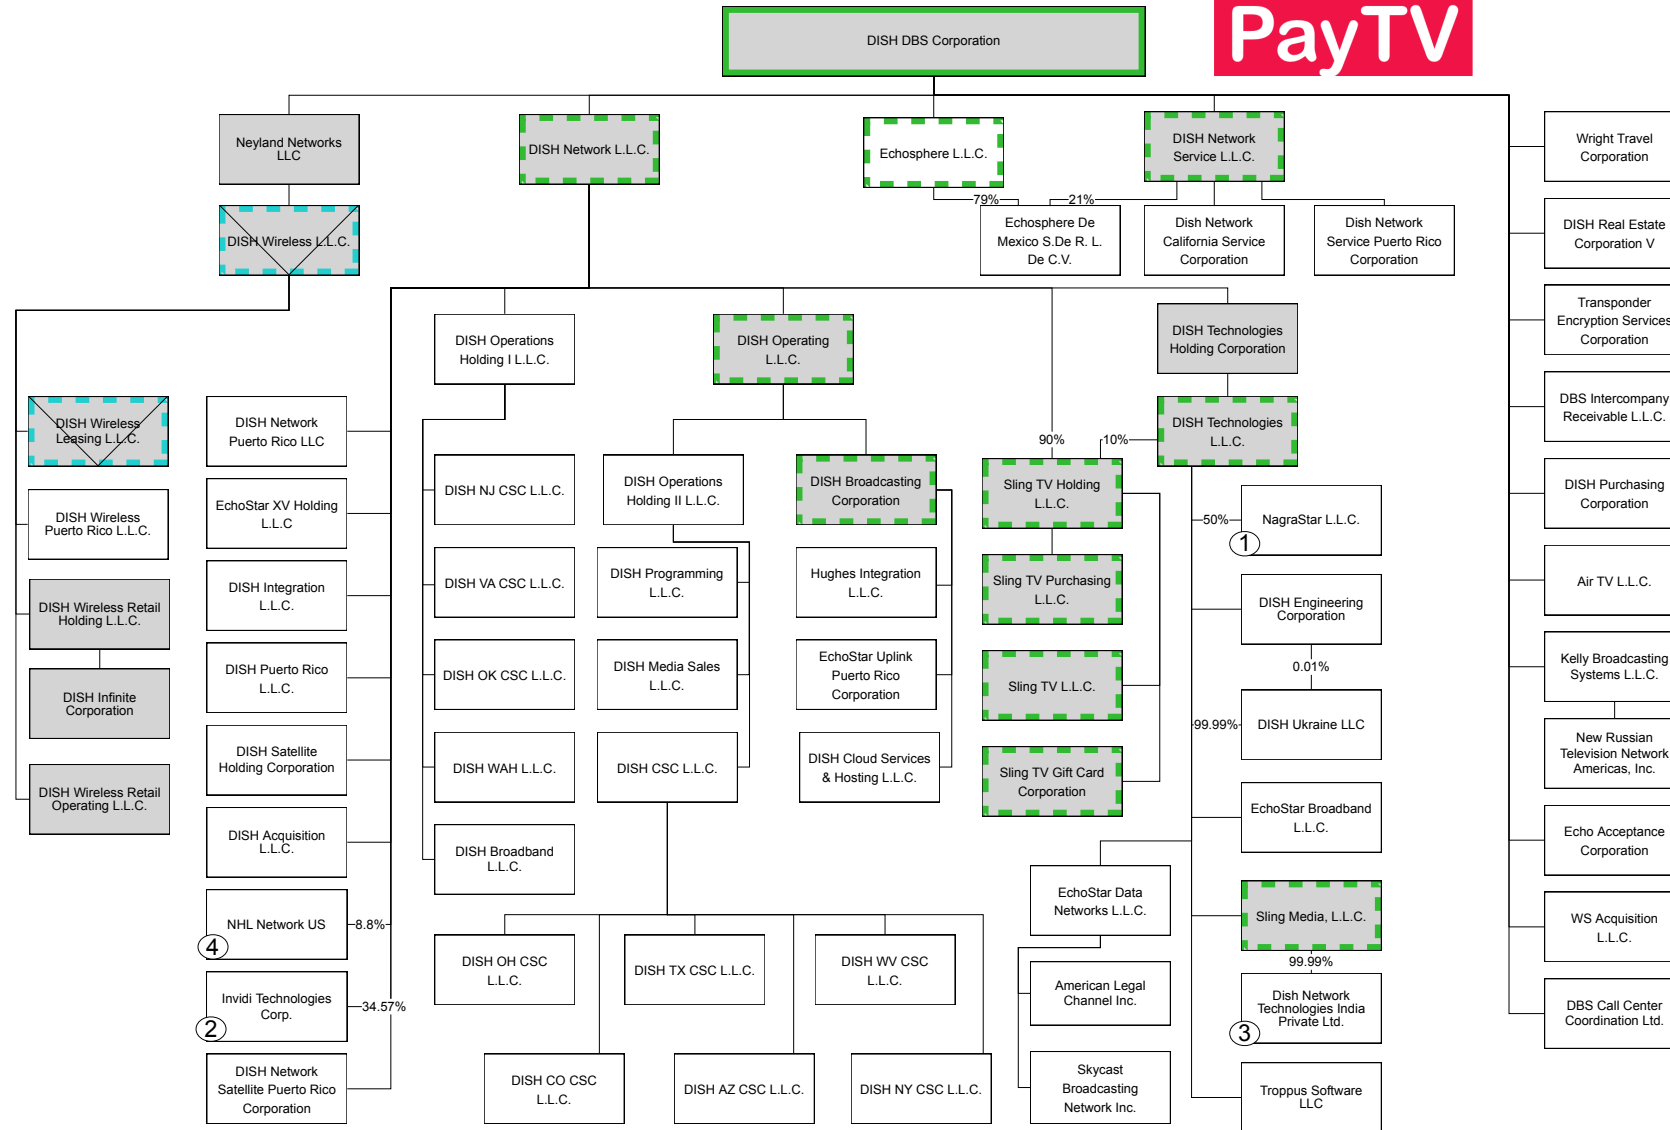 PayTV
DISH DBS Corporation
Neyland Networks
LLC
DISH Network L.L.C.
Echosphere L.L.C.
DISH Network
Service L.L.C.
Wright Travel
Corporation
DISH Wireless L.L.C.
79%
21%
Echosphere De
Mexico S.De R. L.
De C.V.
Dish Network
California Service
Corporation
Dish Network
Service Puerto Rico
Corporation
DISH Real Estate
Corporation V
Transponder
Encryption Services
Corporation
DISH Operations
Holding I L.L.C.
DISH Operating
L.L.C.
DISH Technologies
Holding Corporation
DISH Wireless
Leasing L.L.C.
DISH Network
Puerto Rico LLC
DISH Technologies
L.L.C.
90%
10%
DBS Intercompany
Receivable L.L.C.
DISH NJ CSC L.L.C.
DISH Operations
Holding II L.L.C.
DISH Broadcasting
Corporation
Sling TV Holding
L.L.C.
DISH Purchasing
Corporation
DISH Wireless
Puerto Rico L.L.C.
EchoStar XV Holding
L.L.C
50%
NagraStar L.L.C.
1
DISH VA CSC L.L.C.
DISH Programming
L.L.C.
Hughes Integration
L.L.C.
Sling TV Purchasing
L.L.C.
Air TV L.L.C.
DISH Wireless Retail
Holding L.L.C.
DISH Integration
L.L.C.
DISH Engineering
Corporation
0.01%
DISH OK CSC L.L.C.
DISH Media Sales
L.L.C.
EchoStar Uplink
Puerto Rico
Corporation
Sling TV L.L.C.
Kelly Broadcasting
Systems L.L.C.
DISH Infinite
Corporation
DISH Puerto Rico
L.L.C.
99.99%
DISH Ukraine LLC
New Russian
Television Network
Americas, Inc.
DISH Wireless Retail
Operating L.L.C.
DISH Satellite
Holding Corporation
DISH WAH L.L.C.
DISH CSC L.L.C.
DISH Cloud Services
& Hosting L.L.C.
Sling TV Gift Card
Corporation
EchoStar Broadband
L.L.C.
Echo Acceptance
Corporation
DISH Acquisition
L.L.C.
DISH Broadband
L.L.C.
EchoStar Data
Networks L.L.C.
Sling Media, L.L.C.
99.99%
WS Acquisition
L.L.C.
NHL Network US
4
8.8%
DISH OH CSC
L.L.C.
DISH TX CSC L.L.C.
DISH WV CSC
L.L.C.
American Legal
Channel Inc.
Dish Network
Technologies India
Private Ltd.
3
DBS Call Center
Coordination Ltd.
Invidi Technologies
Corp.
2
34.57%
DISH Network
Satellite Puerto Rico
Corporation
DISH CO CSC
L.L.C.
DISH AZ CSC L.L.C.
DISH NY CSC L.L.C.
Skycast
Broadcasting
Network Inc.
Troppus Software
LLC